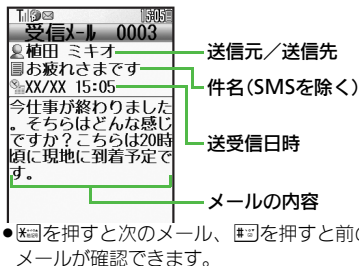 15:05
受信メール 0003
植田 ミキオ
お疲れさまです
XX/XX 15:05
今仕事が終わりました
。そちらはどんな感じ
ですか?こちらは20時
頃に現地に到着予定で
す。
送信元/送信先
件名(SMSを除く)
送受信日時
メールの内容
●を押すと次のメール、#を押すと前の
メールが確認できます。